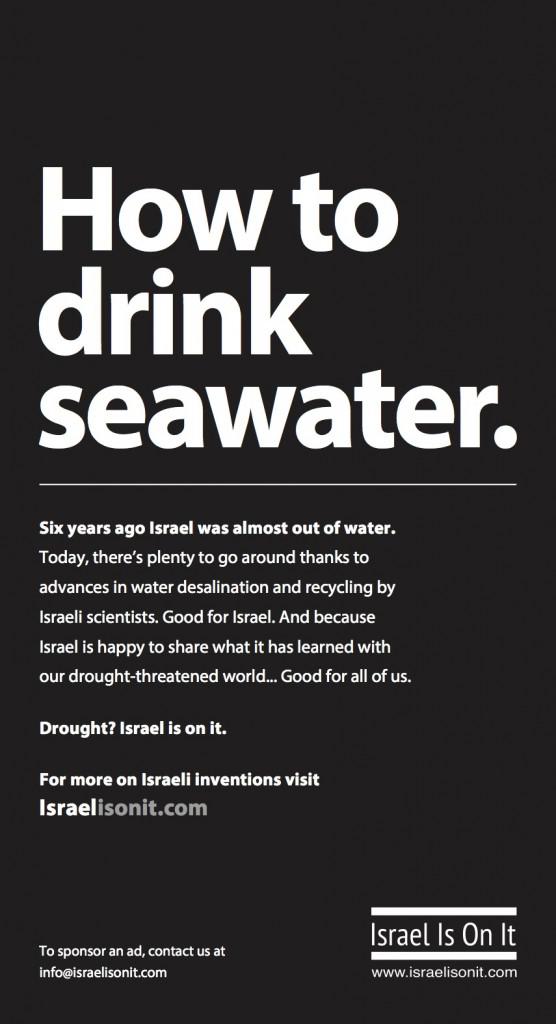 How to
drink
seawater.
Six years ago Israel was almost out of water.
Today, there’s plenty to go around thanks to
advances in water desalination and recycling by
Israeli scientists. Good for Israel. And because
Israel is happy to share what it has learned with
our drought-threatened world... Good for all of us.
Drought? Israel is on it.
For more on Israeli inventions visit
Israelisonit.com
To sponsor an ad, contact us at
info@israelisonit.com
Israel Is On It
www.israelisonit.com